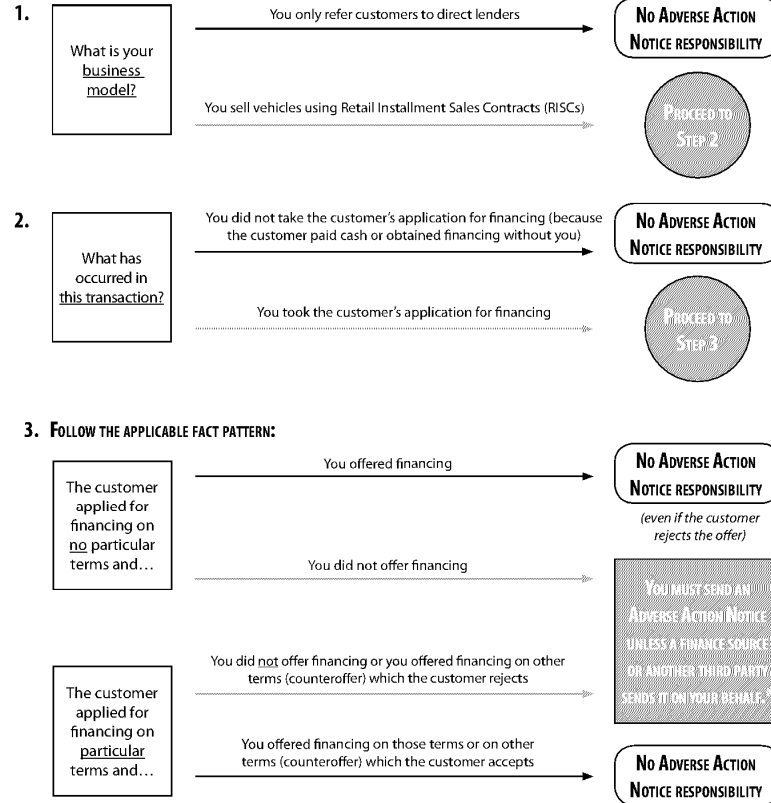 1.
You only refer customers to direct lenders
What is your
business
model?
No Adverse Action
Notice responsibility
You sell vehicles using Retail Installment Sales Contracts (RISCs)
Proceed to
Step 2
2.
You did not take the customer's application for financing (because
the customer paid cash or obtained financing without you)
What has
occurred in
this transaction?
No Adverse Action
Notice responsibility
You took the customer's application for financing
Proceed to
Step 3
3. Follow the applicable fact pattern:
The customer
applied for
financing on
no particular
terms and...
You offered financing
No Adverse Action
Notice responsibility
(even if the customer
rejects the offer)
You did not offer financing
You must send an
Adverse Action Notice
unless a finance source
or another third party
sends it on your behalf.*
The customer
applied for
financing on
particular
terms and...
You did not offer financing or you offered financing on other
terms (counteroffer) which the customer rejects
You offered financing on those terms or on other
terms (counteroffer) which the customer accepts
No Adverse Action
Notice responsibility